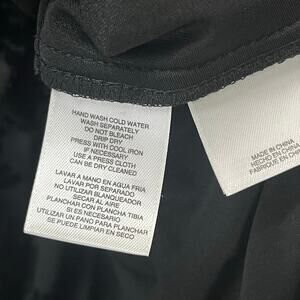 HAND WASH COLD WATER
WASH SEPARATELY
DO NOT BLEACH
DRIP DRY
PRESS WITH COOL IRON
IF NECESSARY
USE A PRESS CLOTH
CAN BE DRY CLEANED
LAVAR A MANO EN AGUA FRIA
LAVAR POR SEPARADO
NO UTILIZAR BLANQUEADOR
SECAR AL AIRE
PLANCHAR CON PLANCHA TIBIA
SI ES NECESARIO
UTILIZAR UN PANO PARA PLANCHAR
SE PUEDE LIMPIAR EN SECO
MADE IN CHINA
HECHO EN CHINA
FABRIQUÉ EN CHINE